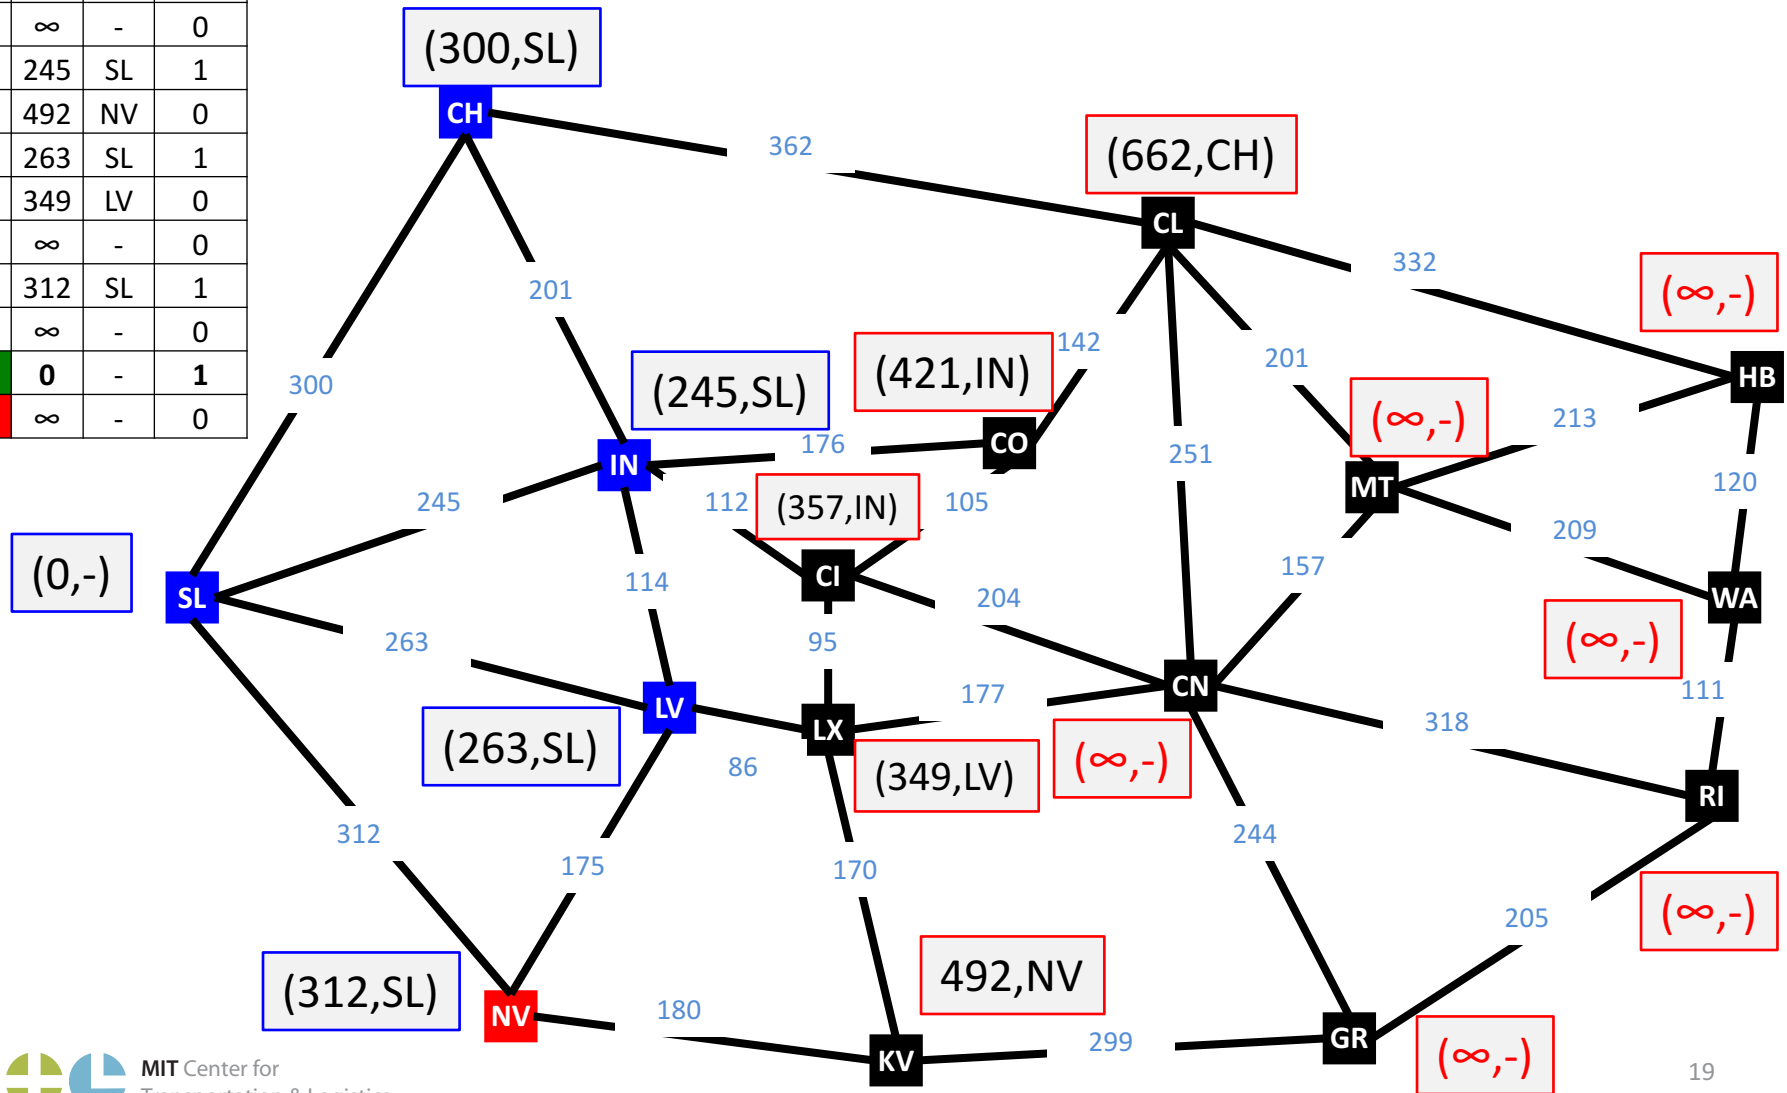 ∞ - 0
245 SL 1
492 NV 0
263 SL 1
349 LV 0
∞ - 0
312 SL 1
∞ - 0
0 - 1
∞ - 0
(300,SL)
CH
362
(662,CH)
CL
332
(∞,-)
201
142
(421,IN)
201
HB
300
(245,SL)
(∞,-)
213
176
CO
251
IN
MT
120
245
112
(357,IN)
105
209
(0,-)
CI
157
SL
114
204
WA
263
95
(∞,-)
LV
177
CN
111
(263,SL)
LX
318
86
(349,LV)
(∞,-)
RI
312
175
170
244
205
(∞,-)
(312,SL)
492,NV
NV
180
299
GR
KV
(∞,-)
MIT Center for
Transportation & Logistics
19